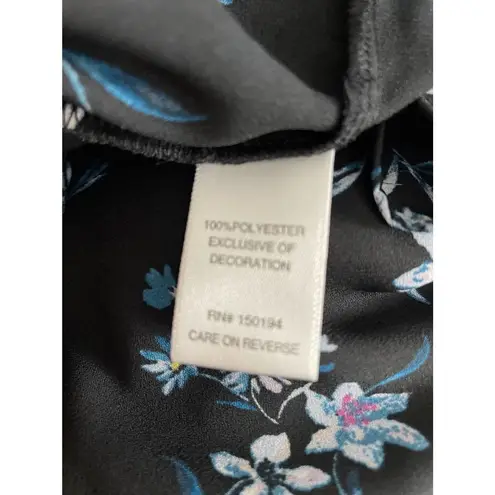 100%POLYESTER
EXCLUSIVE OF
DECORATION
RN# 150194
CARE ON REVERSE